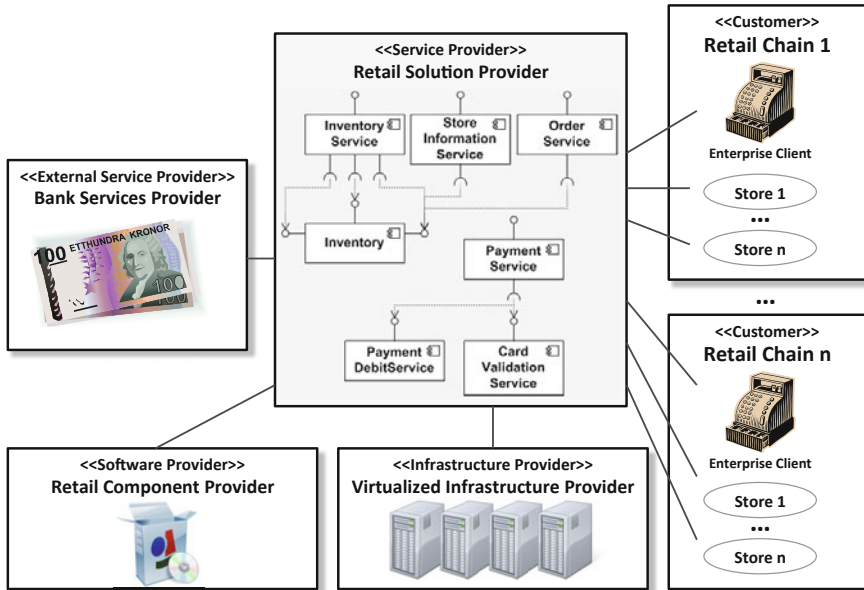 <<Service Provider>>
Retail Solution Provider
Inventory
Service
Store
Information
Service
Order
Service
Inventory
Payment
Service
Payment
DebitService
Card
Validation
Service
<<External Service Provider>>
Bank Services Provider
100 ETTHUNDRA KRONOR
100
100
<<Software Provider>>
Retail Component Provider
<<Infrastructure Provider>>
Virtualized Infrastructure Provider
<<Customer>>
Retail Chain 1
Enterprise Client
Store 1
...
Store n
...
<<Customer>>
Retail Chain n
Enterprise Client
Store 1
...
Store n